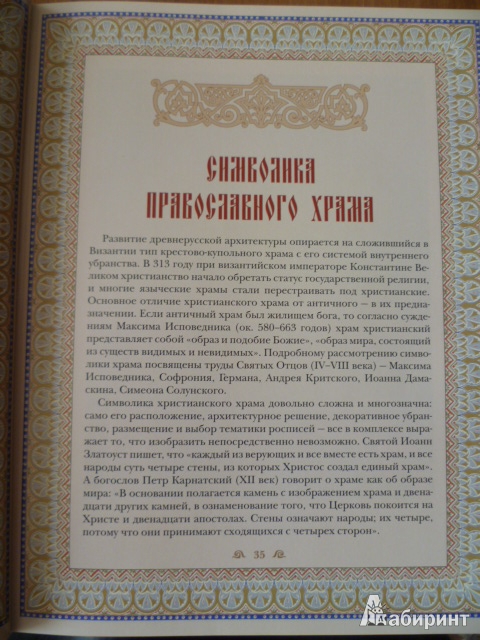 СИМВОЛИКА
ПРАВОСЛАВНОГО ХРАМА
Развитие древнерусской архитектуры опирается на сложившийся в
Византии тип крестово-купольного храма с его системой внутреннего
убранства. В 313 году при византийском императоре Константине Ве-
ликом христианство начало обретать статус государственной религии,
и многие языческие храмы стали перестраивать под христианские.
Основное отличие христианского храма от античного – в их предна-
значении. Если античный храм был жилищем бога, то согласно сужде-
ниям Максима Исповедника (ок. 580–663 годов) храм христианский
представляет собой «образ и подобие Божие», «образ мира, состоящий
из существ видимых и невидимых». Подробному рассмотрению симво-
лики храма посвящены труды Святых Отцов (IV–VIII века) – Максима
Исповедника, Софрония, Германа, Андрея Критского, Иоанна Дама-
скина, Симеона Солунского.
Символика христианского храма довольно сложна и многозначна:
само его расположение, архитектурное решение, декоративное убран-
ство, размещение и выбор тематики росписей – все в комплексе выра-
жает то, что изобразить непосредственно невозможно. Святой Иоанн
Златоуст пишет, что «каждый из верующих и все вместе есть храм, и все
народы суть четыре стены, из которых Христос создал единый храм».
А богослов Петр Карнатский (XII век) говорит о храме как об образе
мира: «В основании полагается камень с изображением храма и двена-
дцати других камней, в ознаменование того, что Церковь покоится на
Христе и двенадцати апостолах. Стены означают народы; их четыре,
потому что они принимают сходящихся с четырех сторон».
35
Лабиринт